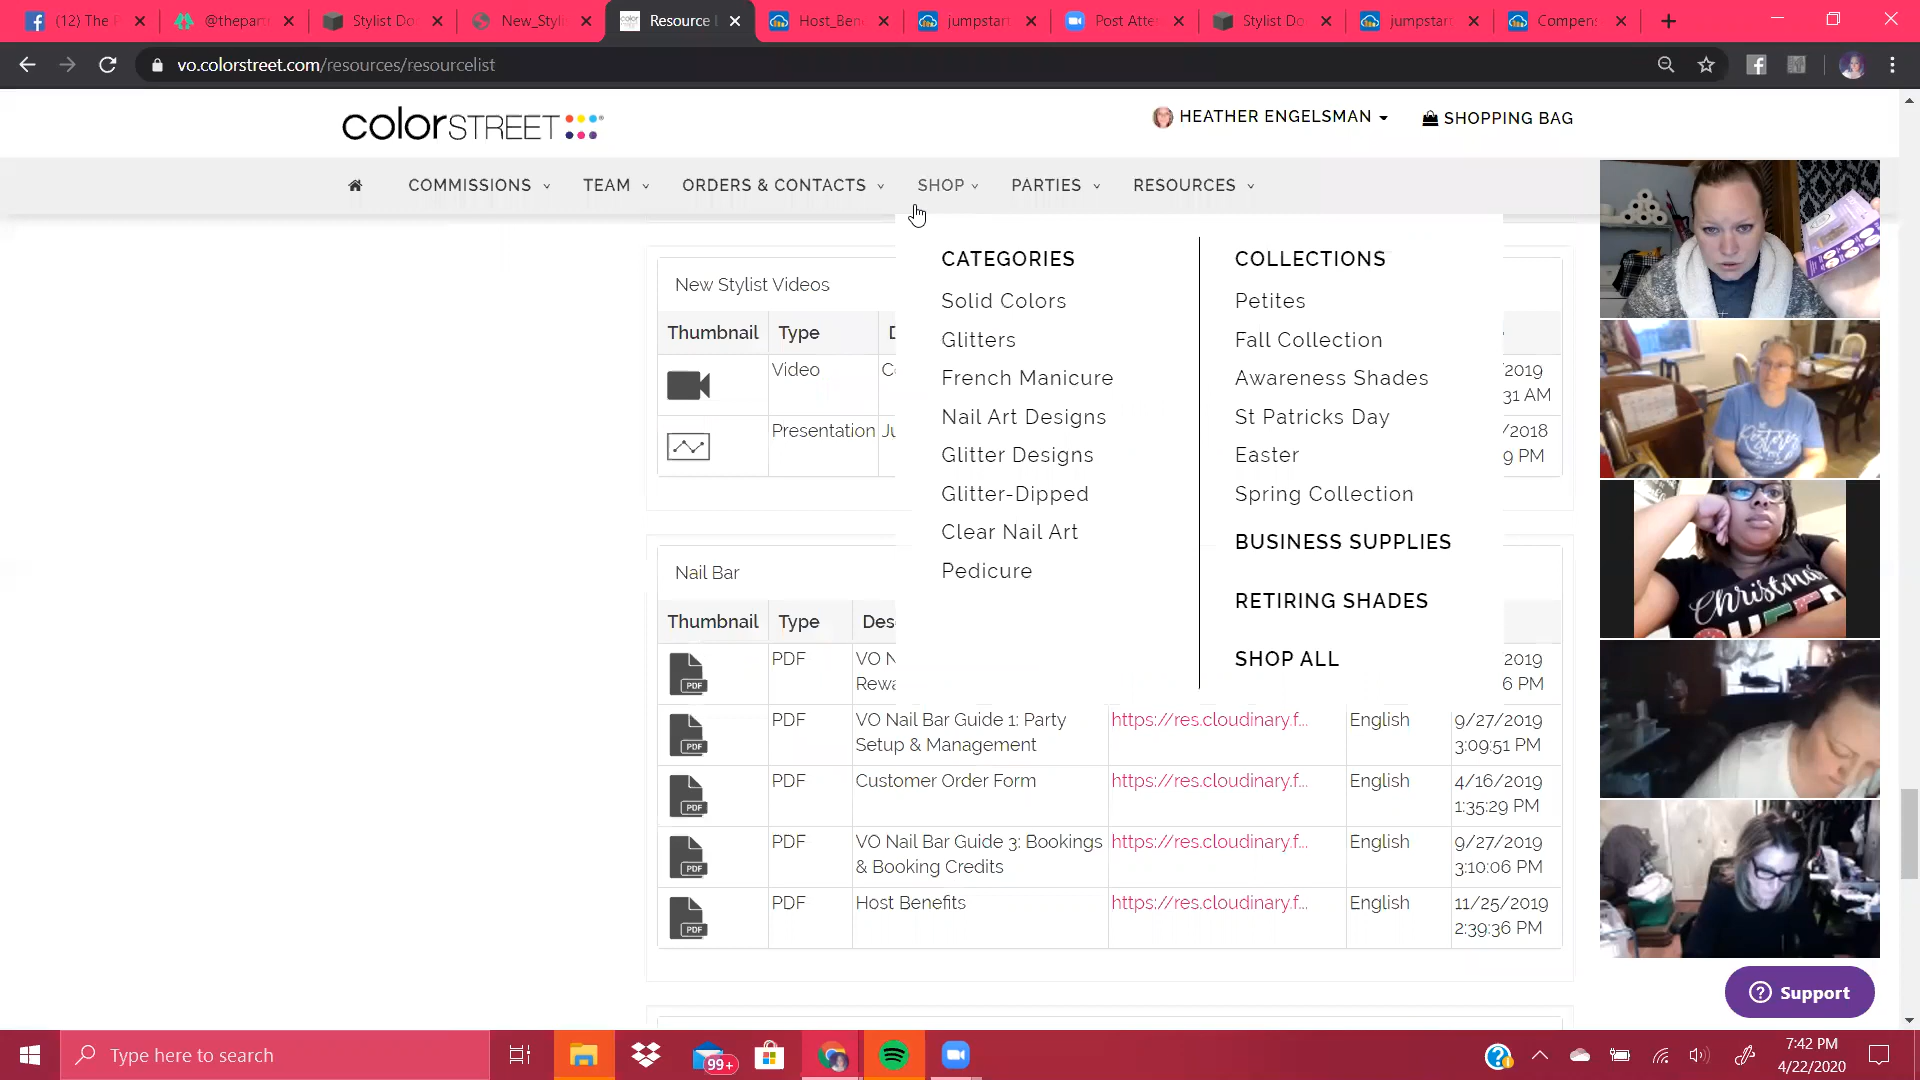 (12) The P
@thepart
Stylist Do
New_Styli
Resource
Host_Ben
jumpstart
Post Atte
Stylist Do
jumpstart
Compens
vo.colorstreet.com/resources/resourcelist
colorSTREET
HEATHER ENGELSMAN
SHOPPING BAG
COMMISSIONS
TEAM
ORDERS & CONTACTS
SHOP
PARTIES
RESOURCES
CATEGORIES
Solid Colors
Glitters
French Manicure
Nail Art Designs
Glitter Designs
Glitter-Dipped
Clear Nail Art
Pedicure
COLLECTIONS
Petites
Fall Collection
Awareness Shades
St Patricks Day
Easter
Spring Collection
BUSINESS SUPPLIES
RETIRING SHADES
SHOP ALL
New Stylist Videos
Thumbnail Type
Video
2019
31 AM
Presentation
/2018
9 PM
Nail Bar
Thumbnail Type Des
PDF VO N
Rewa
2019
6 PM
PDF VO Nail Bar Guide 1: Party
Setup & Management
https://res.cloudinary.f... English 9/27/2019
3:09:51 PM
PDF Customer Order Form https://res.cloudinary.f... English 4/16/2019
1:35:29 PM
PDF VO Nail Bar Guide 3: Bookings
& Booking Credits
https://res.cloudinary.f... English 9/27/2019
3:10:06 PM
PDF Host Benefits https://res.cloudinary.f... English 11/25/2019
2:39:36 PM
Christmas
Support
Type here to search
99+
7:42 PM
4/22/2020